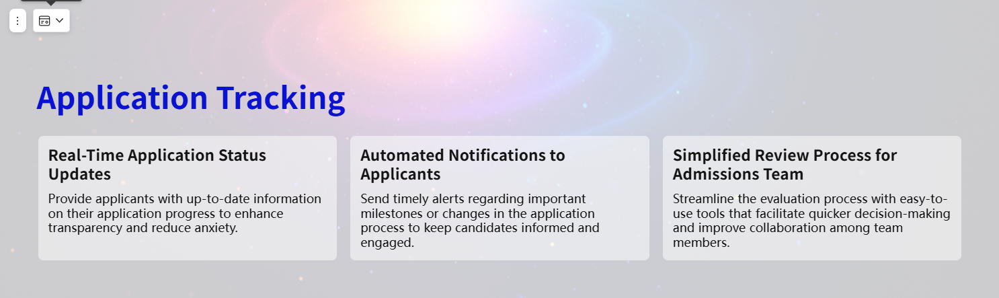 Application Tracking
Real-Time Application Status
Updates
Provide applicants with up-to-date information
on their application progress to enhance
transparency and reduce anxiety.
Automated Notifications to
Applicants
Send timely alerts regarding important
milestones or changes in the application
process to keep candidates informed and
engaged.
Simplified Review Process for
Admissions Team
Streamline the evaluation process with easy-to-
use tools that facilitate quicker decision-making
and improve collaboration among team
members.